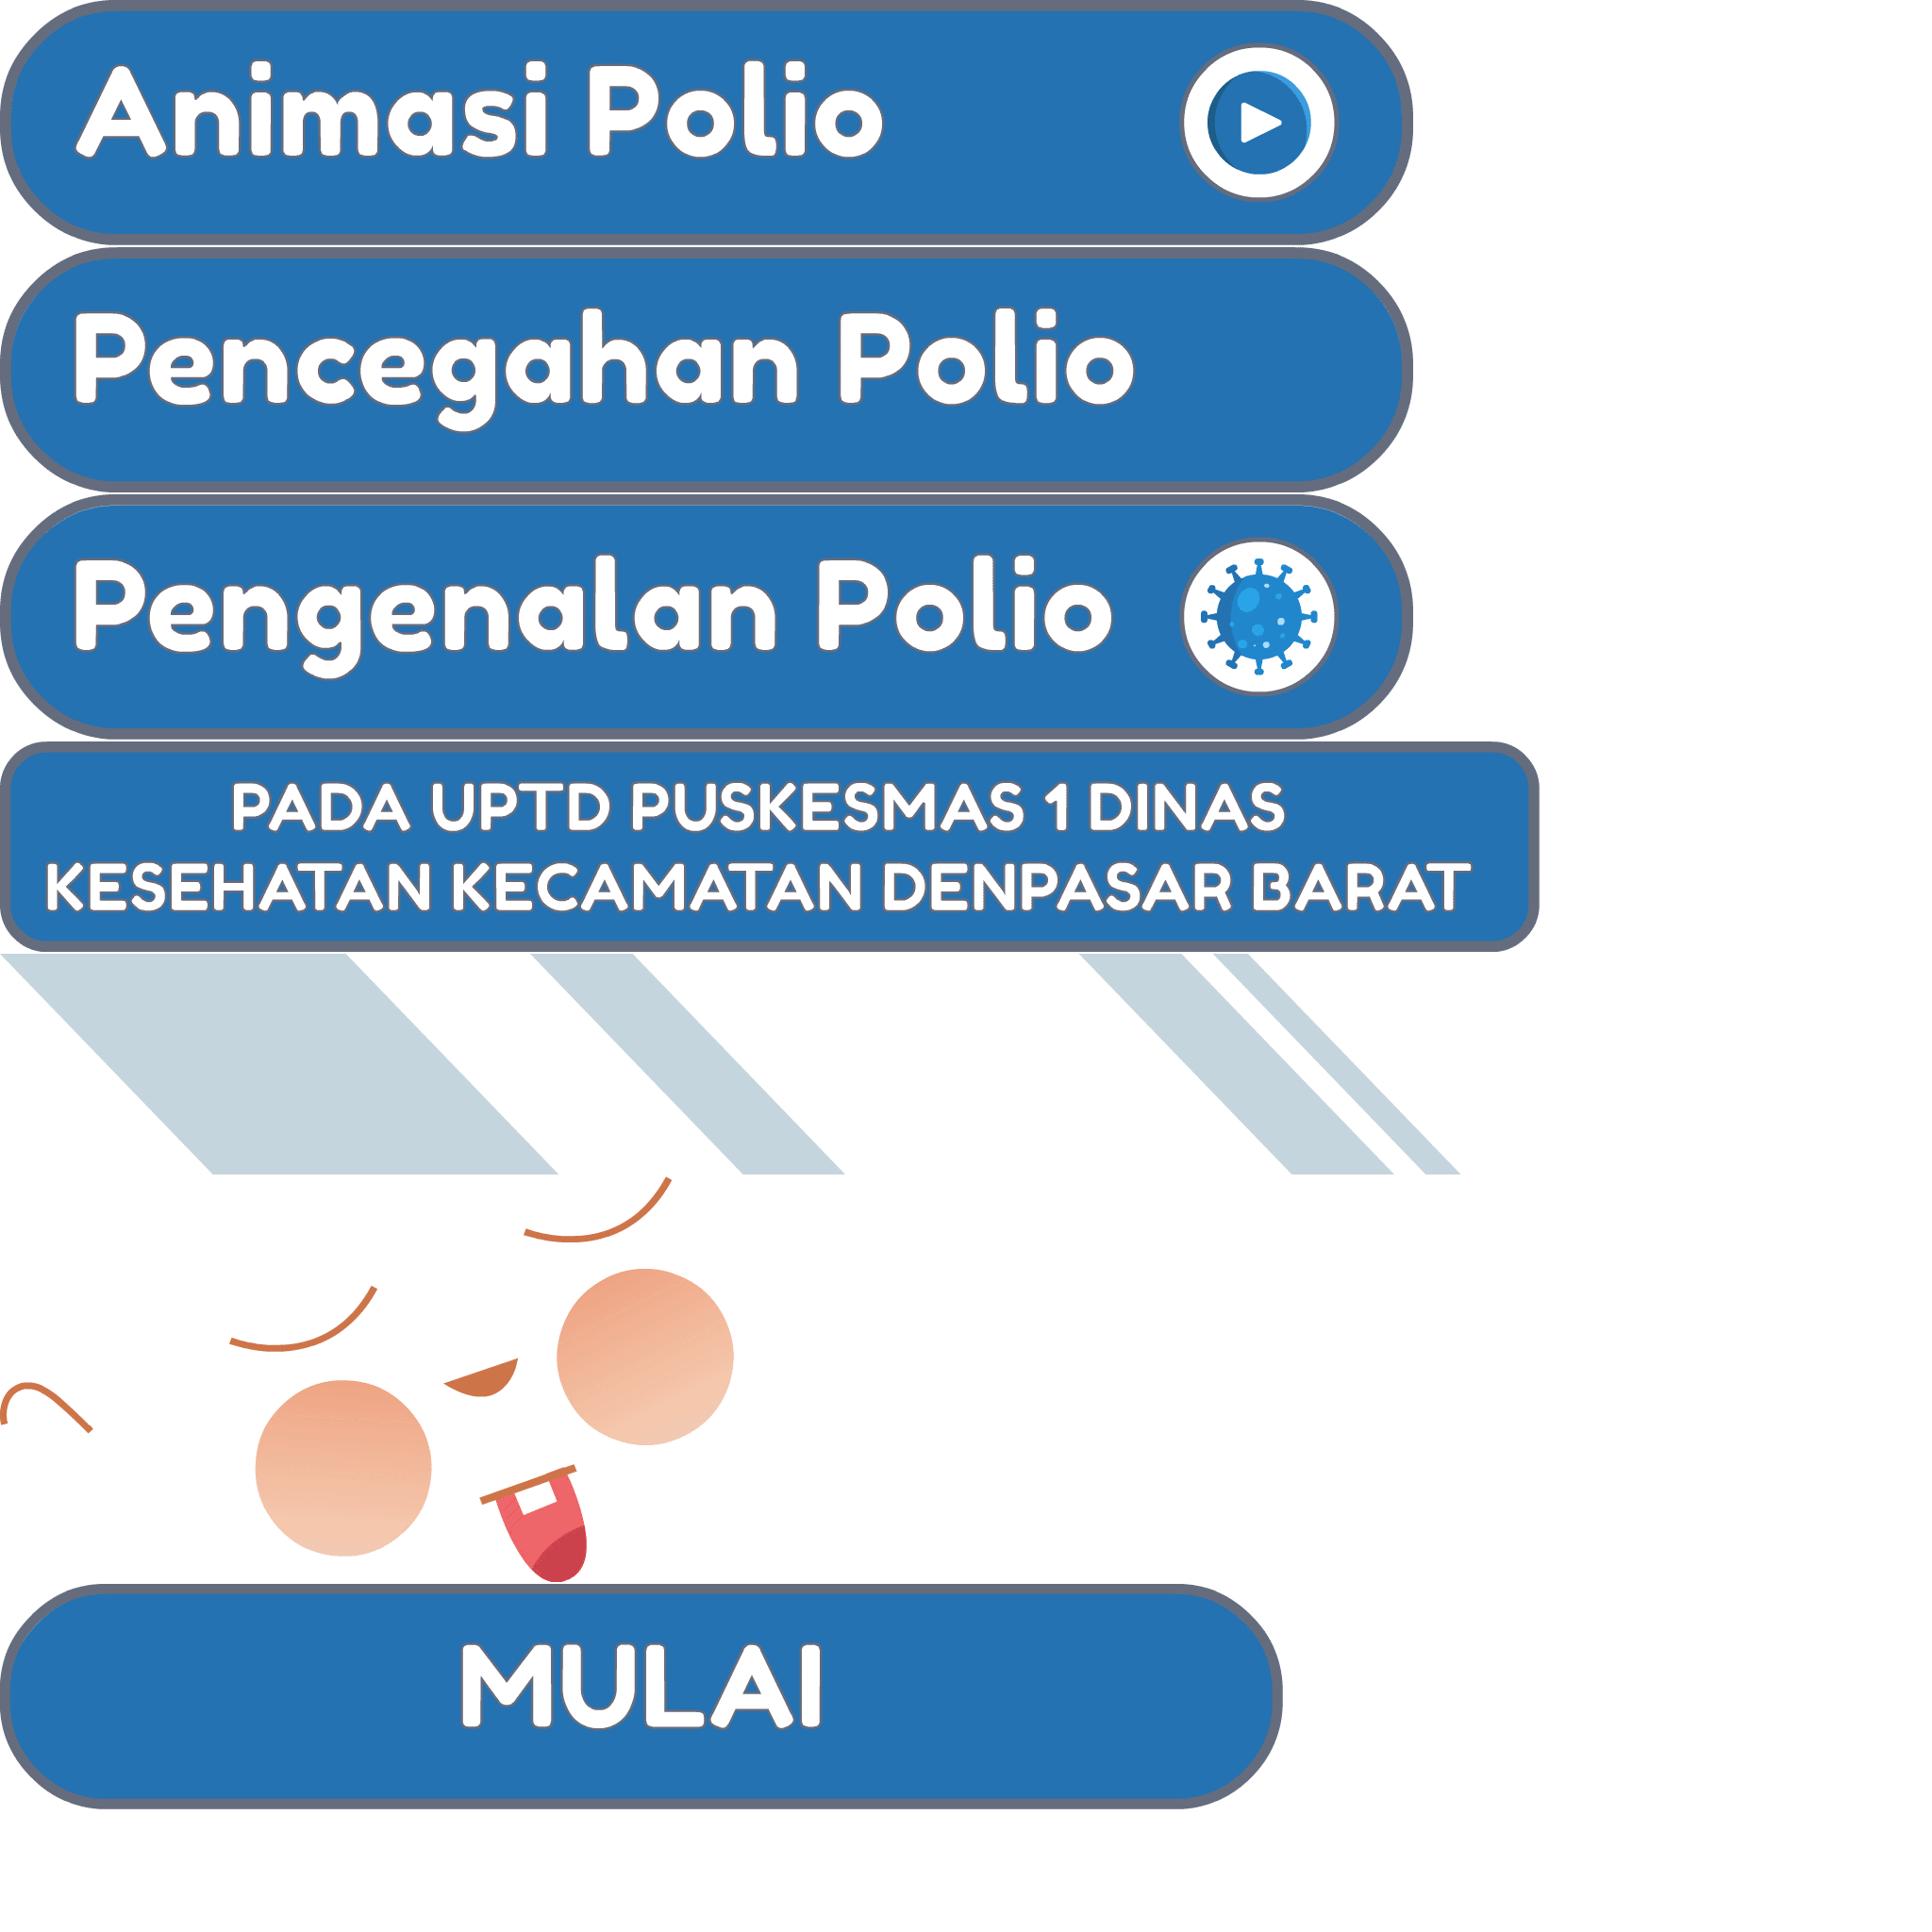 Animasi Polio
Pencegahan Polio
Pengenalan Polio
PADA UPTD PUSKESMAS 1 DINAS
KESEHATAN KECAMATAN DENPASAR BARAT
MULAI